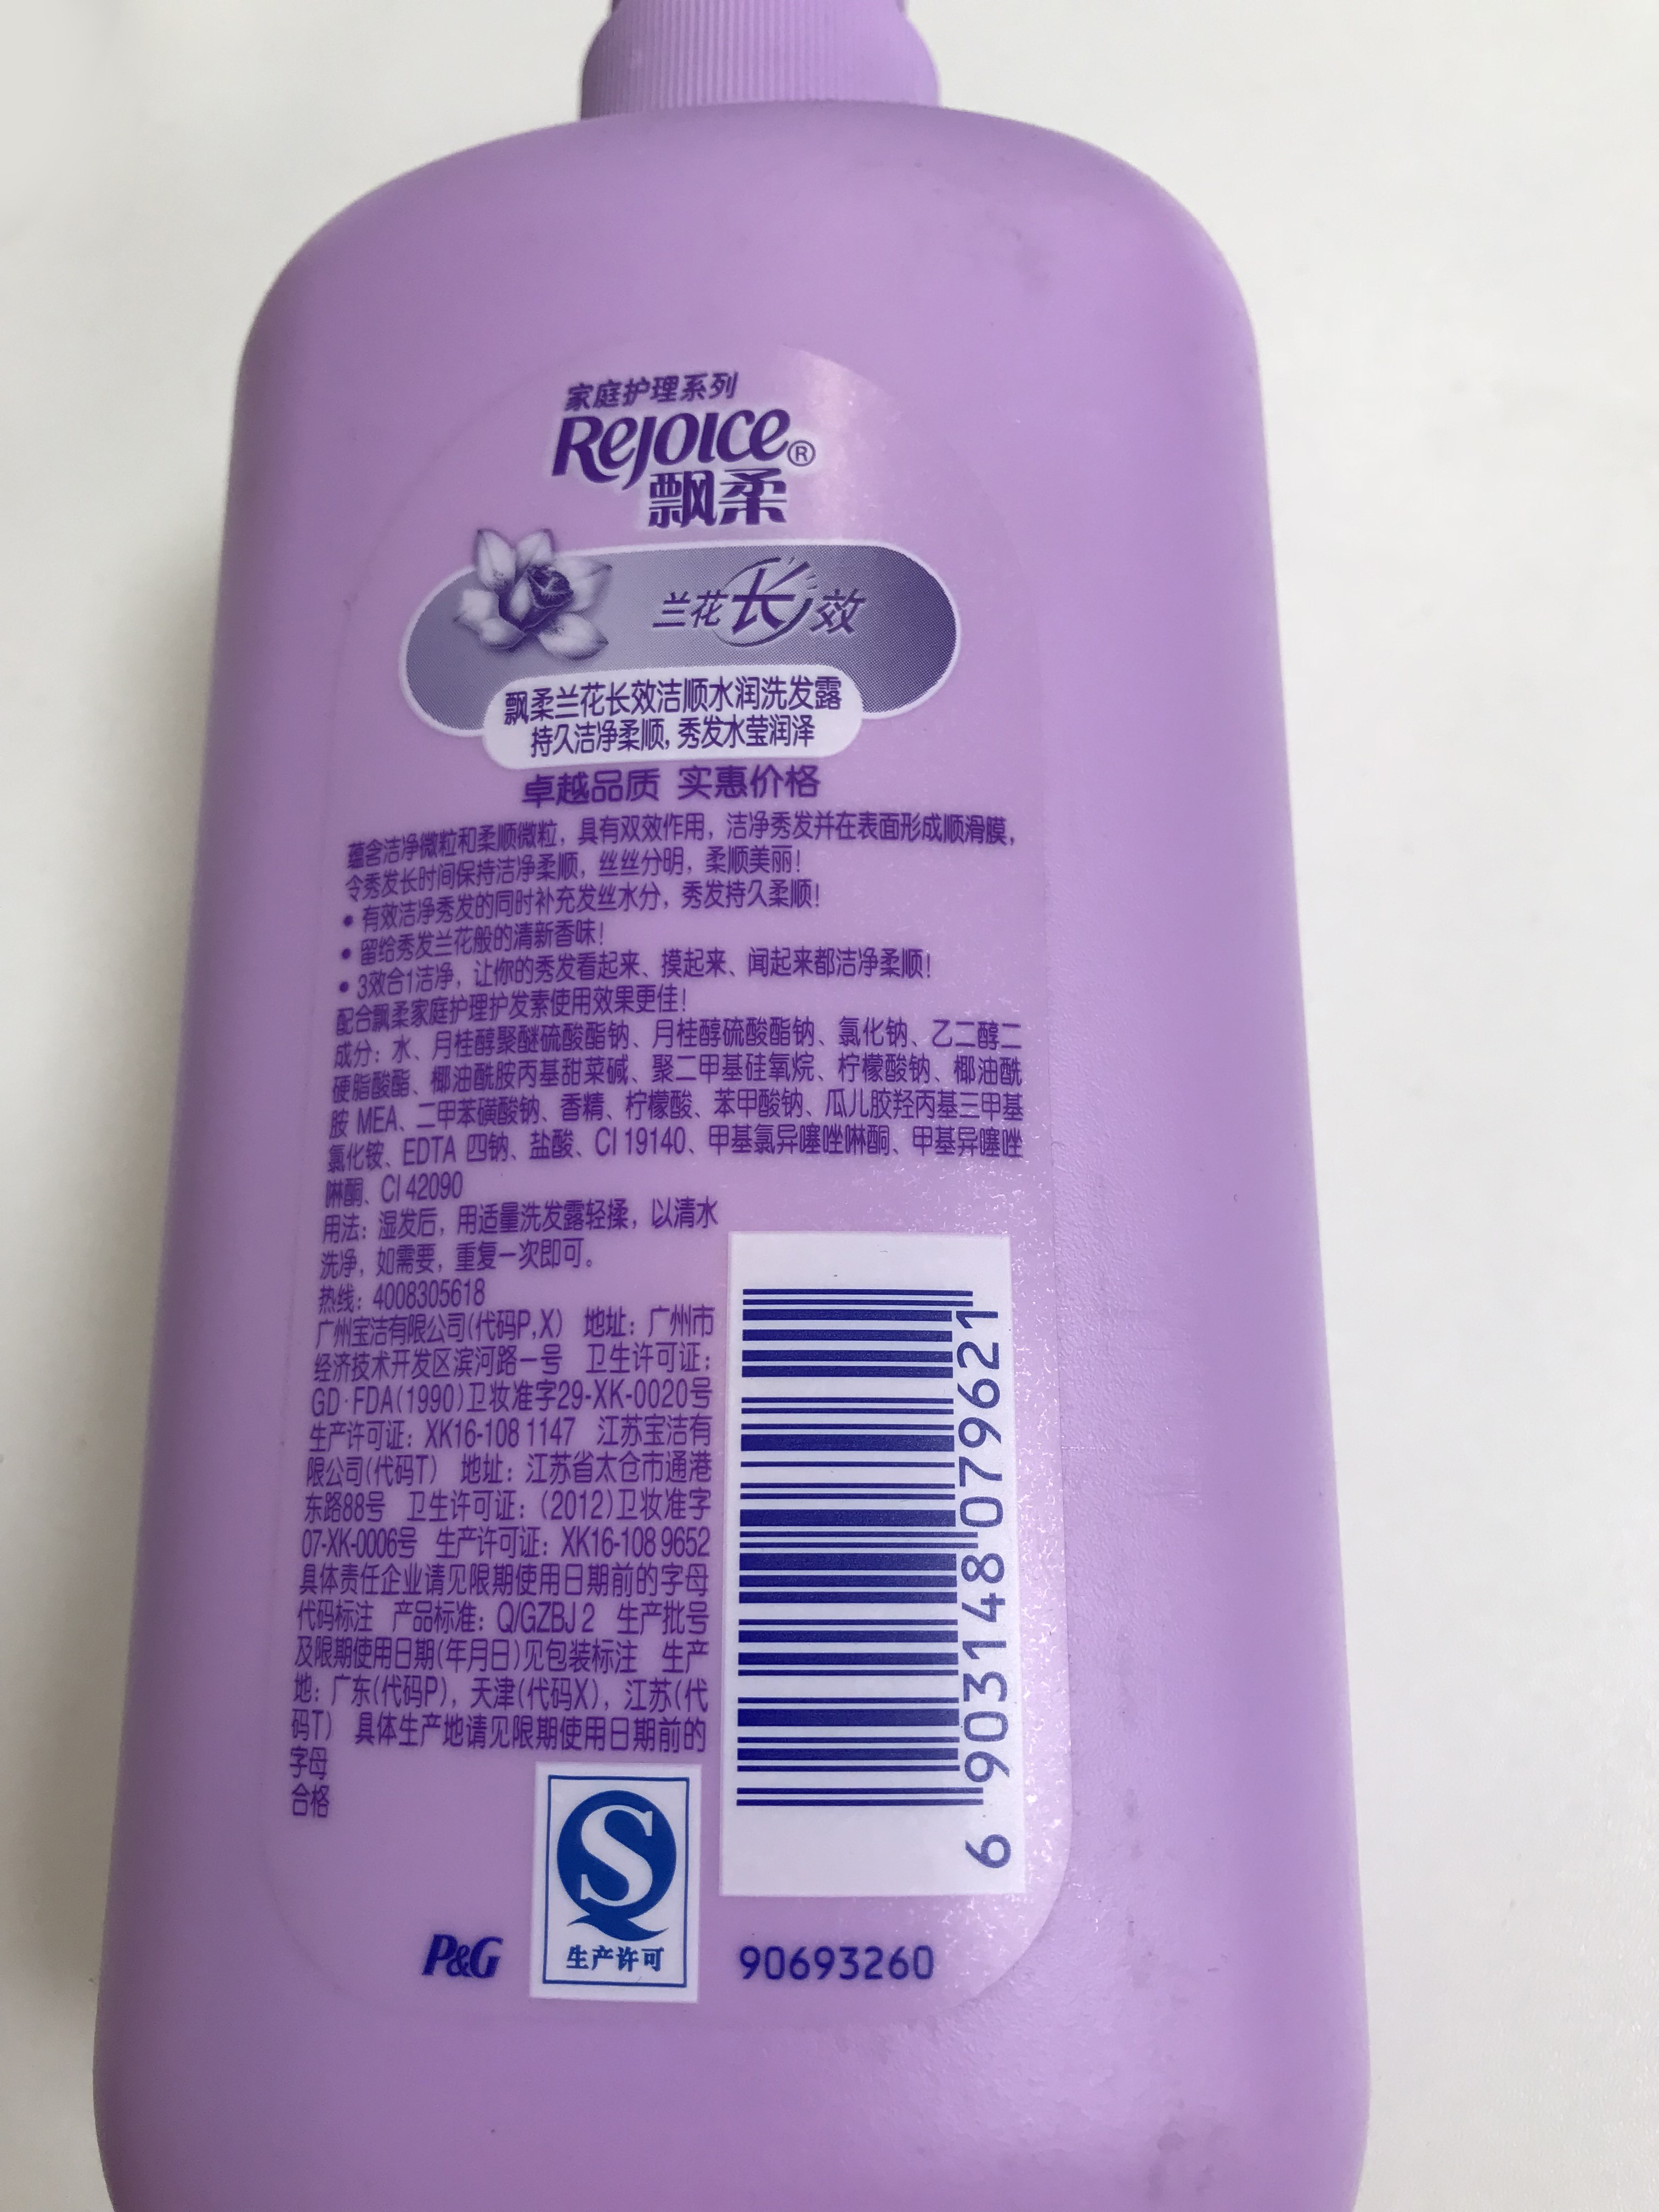 家庭护理系列
Rejoice®
飘柔
兰花长效
飘柔兰花长效洁顺水润洗发露
持久洁净柔顺,秀发水莹润泽
卓越品质 实惠价格
蕴含洁净微粒和柔顺微粒，具有双效作用，洁净秀发并在表面形成顺滑膜，
令秀发长时间保持洁净柔顺，丝丝分明，柔顺美丽！
• 有效洁净秀发的同时补充发丝水分，秀发持久柔顺！
• 留给秀发兰花般的清新香味！
• 3效合1洁净，让你的秀发看起来、摸起来、闻起来都洁净柔顺！
配合飘柔家庭护理护发素使用效果更佳！
成分：水、月桂醇聚醚硫酸酯钠、月桂醇硫酸酯钠、氯化钠、乙二醇二
硬脂酸酯、椰油酰胺丙基甜菜碱、聚二甲基硅氧烷、柠檬酸钠、椰油酰
胺 MEA、二甲苯磺酸钠、香精、柠檬酸、苯甲酸钠、瓜儿胶羟丙基三甲基
氯化铵、EDTA 四钠、盐酸、CI 19140、甲基氯异噻唑啉酮、甲基异噻唑
啉酮、CI 42090
用法：湿发后，用适量洗发露轻揉，以清水
洗净，如需要，重复一次即可。
热线：4008305618
广州宝洁有限公司(代码P,X) 地址：广州市
经济技术开发区滨河路一号 卫生许可证：
GD·FDA(1990)卫妆准字29-XK-0020号
生产许可证：XK16-108 1147 江苏宝洁有
限公司(代码T) 地址：江苏省太仓市通港
东路88号 卫生许可证：(2012)卫妆准字
07-XK-0006号 生产许可证：XK16-108 9652
具体责任企业请见限期使用日期前的字母
代码标注 产品标准：Q/GZBJ 2 生产批号
及限期使用日期(年月日)见包装标注 生产
地：广东(代码P)，天津(代码X)，江苏(代
码T) 具体生产地请见限期使用日期前的
字母
合格
6 903148 079621
P&G
生产许可
90693260